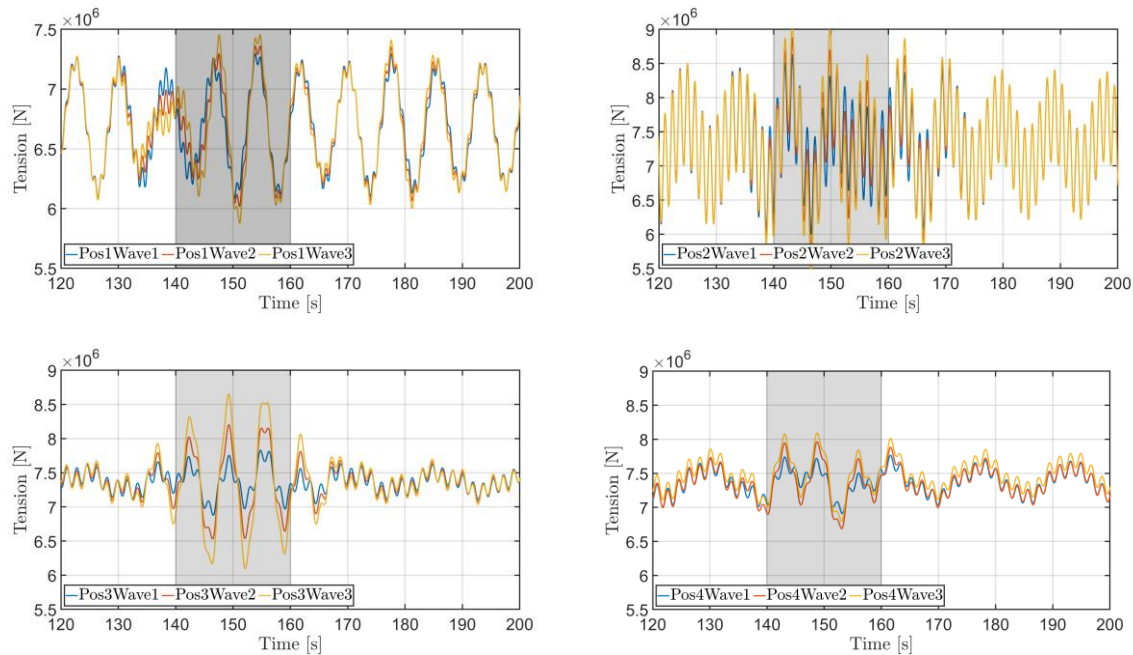 ×10⁶
7.5
7
6.5
6
5.5
Tension [N]
Pos1Wave1 Pos1Wave2 Pos1Wave3
120 130 140 150 160 170 180 190 200
Time [s]
×10⁶
9
8.5
8
7.5
7
6.5
6
5.5
Tension [N]
Pos2Wave1 Pos2Wave2 Pos2Wave3
120 130 140 150 160 170 180 190 200
Time [s]
×10⁶
9
8.5
8
7.5
7
6.5
6
5.5
Tension [N]
Pos3Wave1 Pos3Wave2 Pos3Wave3
120 130 140 150 160 170 180 190 200
Time [s]
×10⁶
9
8.5
8
7.5
7
6.5
6
5.5
Tension [N]
Pos4Wave1 Pos4Wave2 Pos4Wave3
120 130 140 150 160 170 180 190 200
Time [s]